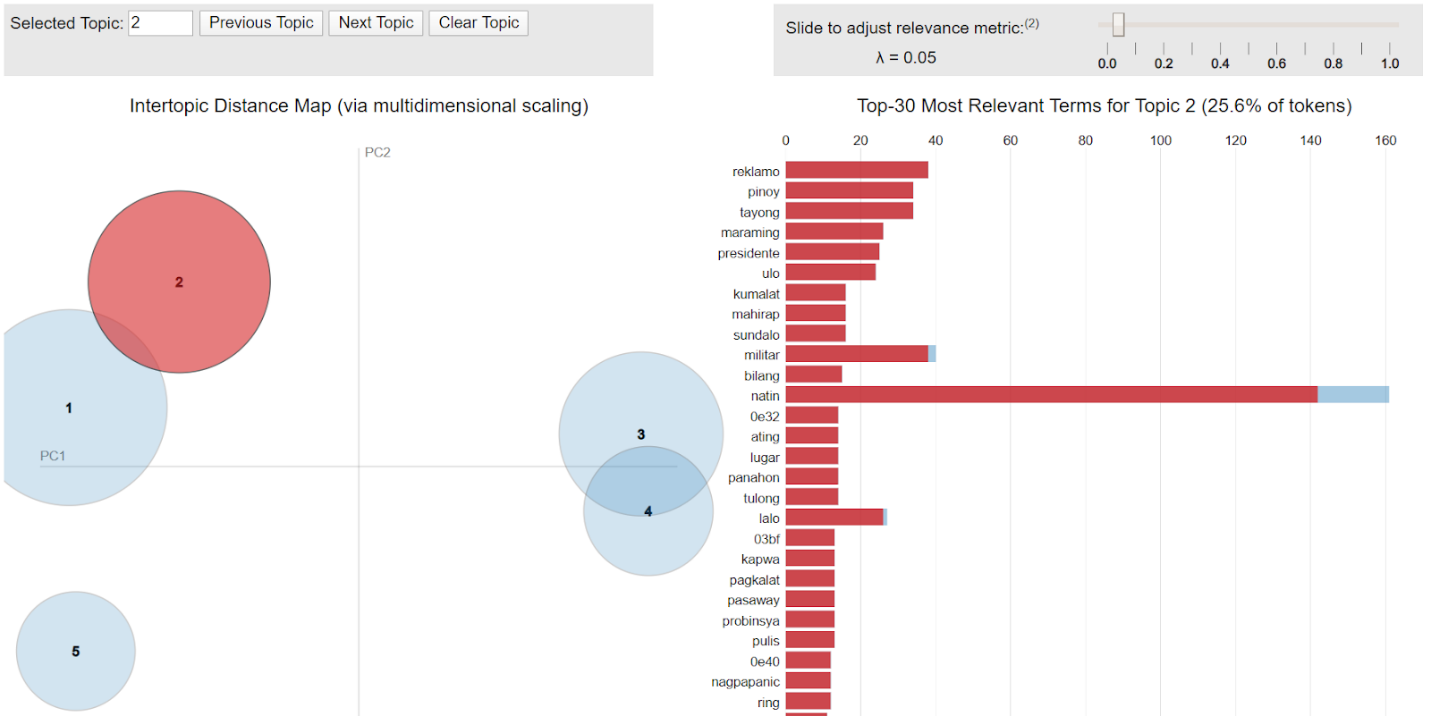 Selected Topic: 2 Previous Topic Next Topic Clear Topic
Slide to adjust relevance metric:(2)
λ = 0.05
0.0 0.2 0.4 0.6 0.8 1.0
Intertopic Distance Map (via multidimensional scaling)
PC2
PC1
2
1
3
4
5
Top-30 Most Relevant Terms for Topic 2 (25.6% of tokens)
0 20 40 60 80 100 120 140 160
reklamo
pinoy
tayong
maraming
presidente
ulo
kumalat
mahirap
sundalo
militar
bilang
natin
0e32
ating
lugar
panahon
tulong
lalo
03bf
kapwa
pagkalat
pasaway
probinsya
pulis
0e40
nagpapanic
ring